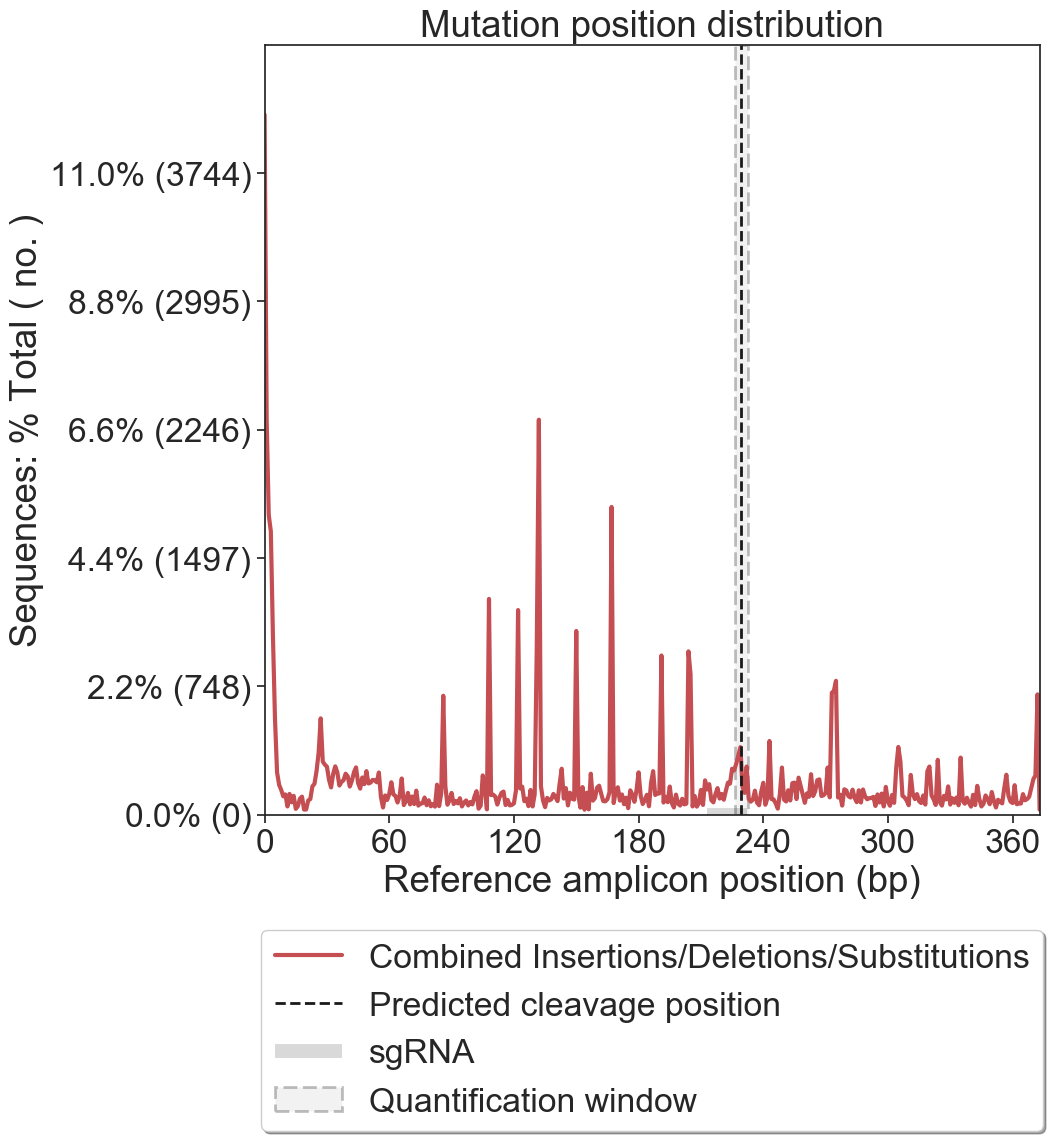 Mutation position distribution
Sequences: % Total ( no. )
11.0% (3744)
8.8% (2995)
6.6% (2246)
4.4% (1497)
2.2% (748)
0.0% (0)
0 60 120 180 240 300 360
Reference amplicon position (bp)
Combined Insertions/Deletions/Substitutions
Predicted cleavage position
sgRNA
Quantification window